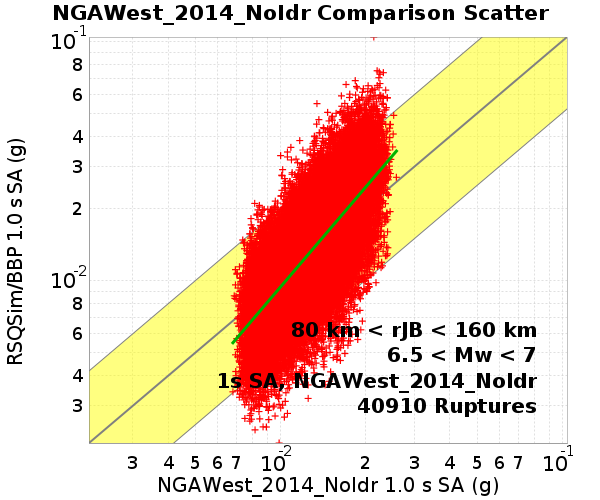 NGAWest_2014_NoIdr Comparison Scatter
10-1
8
6
4
3
2
10-2
8
6
4
3
RSQSim/BBP 1.0 s SA (g)
80 km < rJB < 160 km
6.5 < Mw < 7
1s SA, NGAWest_2014_NoIdr
40910 Ruptures
3 4 5 6 7 10-2 2 3 4 5 6 7 10-1
NGAWest_2014_NoIdr 1.0 s SA (g)